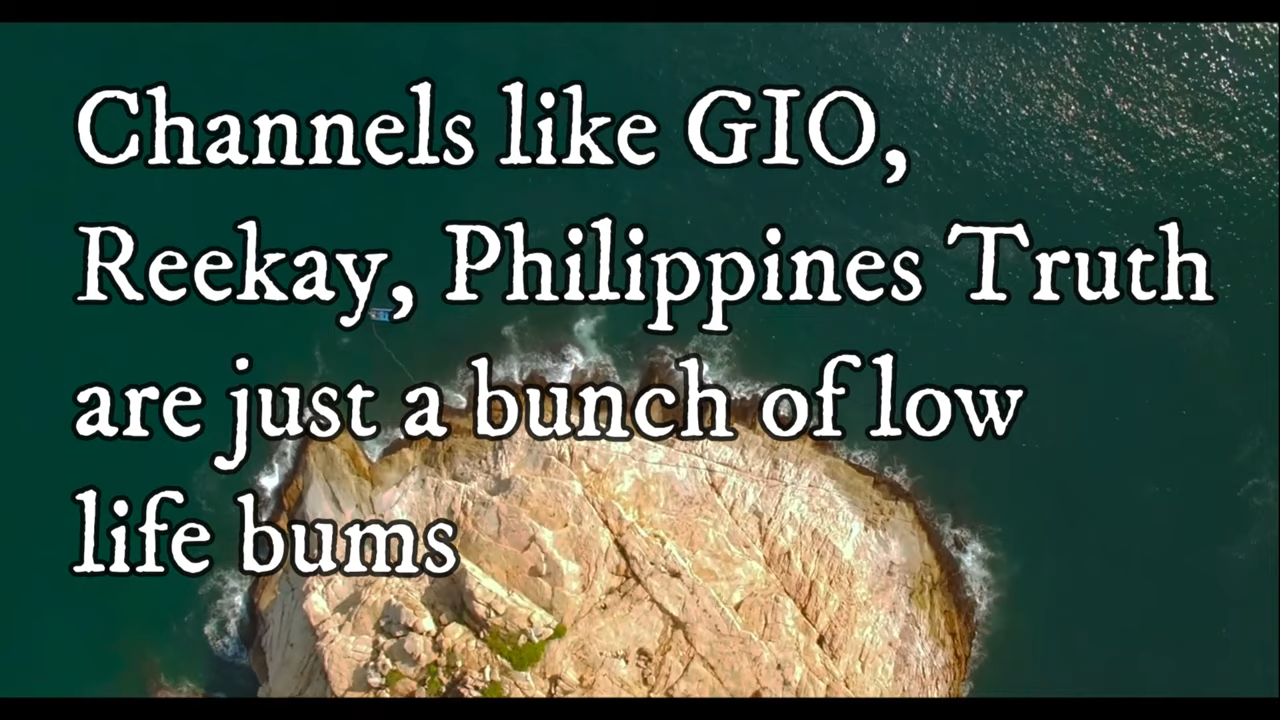 Channels like GIO,
Reekay, Philippines Truth
are just a bunch of low
life bums